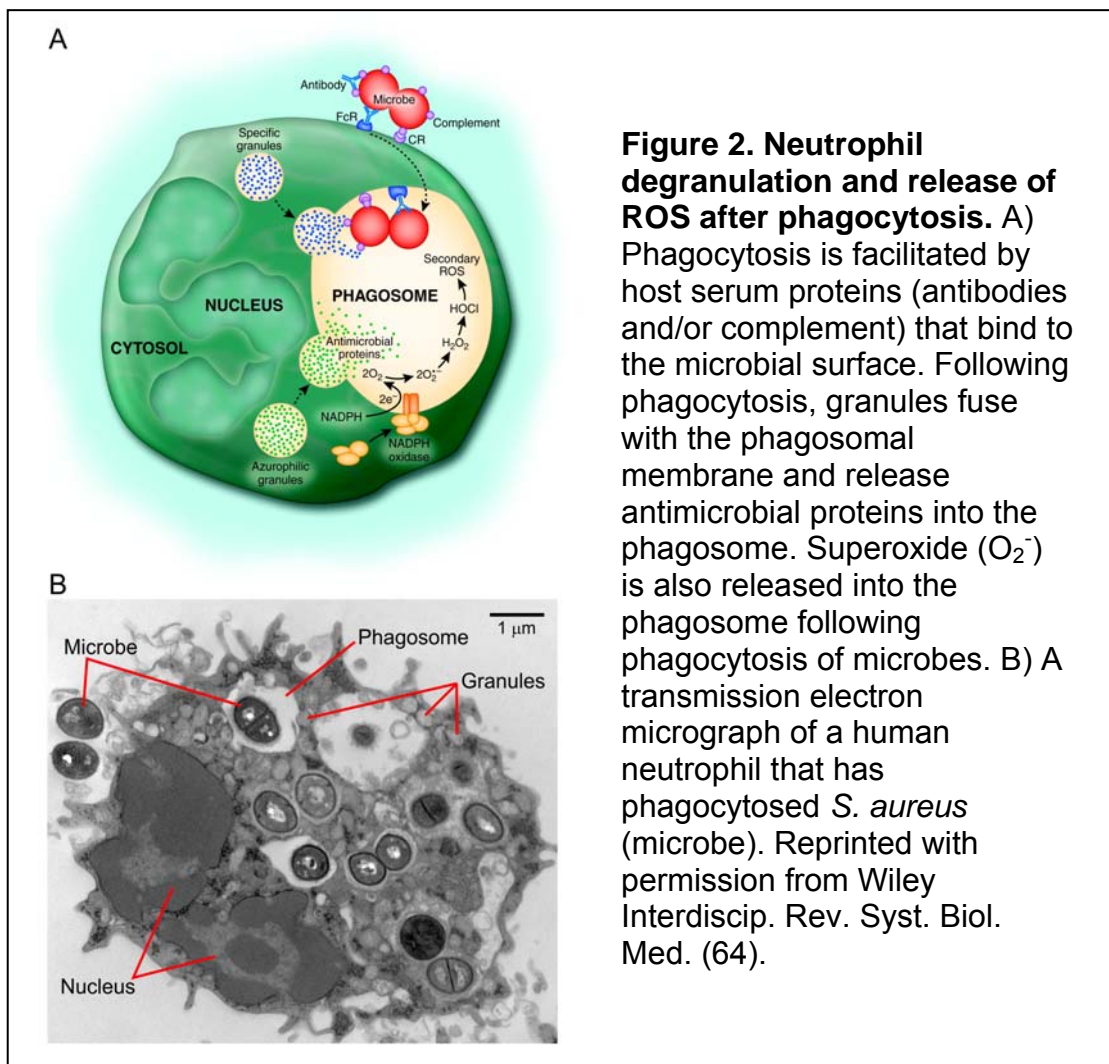 A
Antibody
Microbe
FcR
Complement
CR
Specific
granules
Secondary
ROS
HOCl
NUCLEUS
PHAGOSOME
H₂O₂
CYTOSOL
Antimicrobial
proteins
2O₂
2O₂•−
2e−
NADPH
NADPH
oxidase
Azurophilic
granules
B
1 µm
Phagosome
Microbe
Granules
Nucleus
Figure 2. Neutrophil
degranulation and release of
ROS after phagocytosis. A)
Phagocytosis is facilitated by
host serum proteins (antibodies
and/or complement) that bind to
the microbial surface. Following
phagocytosis, granules fuse
with the phagosomal
membrane and release
antimicrobial proteins into the
phagosome. Superoxide (O₂⁻)
is also released into the
phagosome following
phagocytosis of microbes. B) A
transmission electron
micrograph of a human
neutrophil that has
phagocytosed S. aureus
(microbe). Reprinted with
permission from Wiley
Interdiscip. Rev. Syst. Biol.
Med. (64).